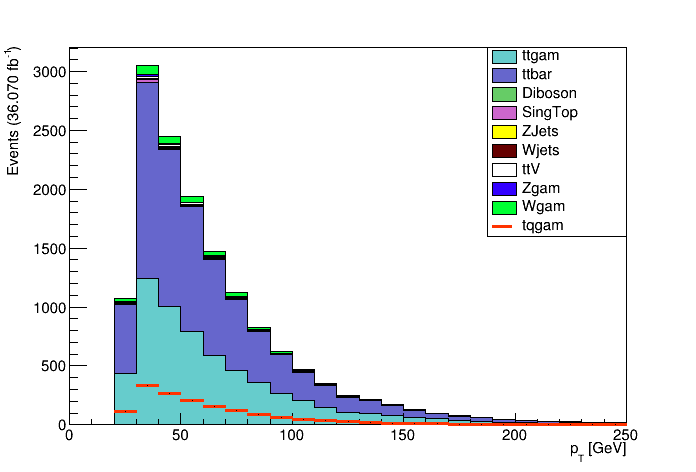 Events (36.070 fb⁻¹)
3000
2500
2000
1500
1000
500
0
0 50 100 150 200 250
p_T [GeV]
ttgam
ttbar
Diboson
SingTop
ZJets
Wjets
ttV
Zgam
Wgam
tqgam